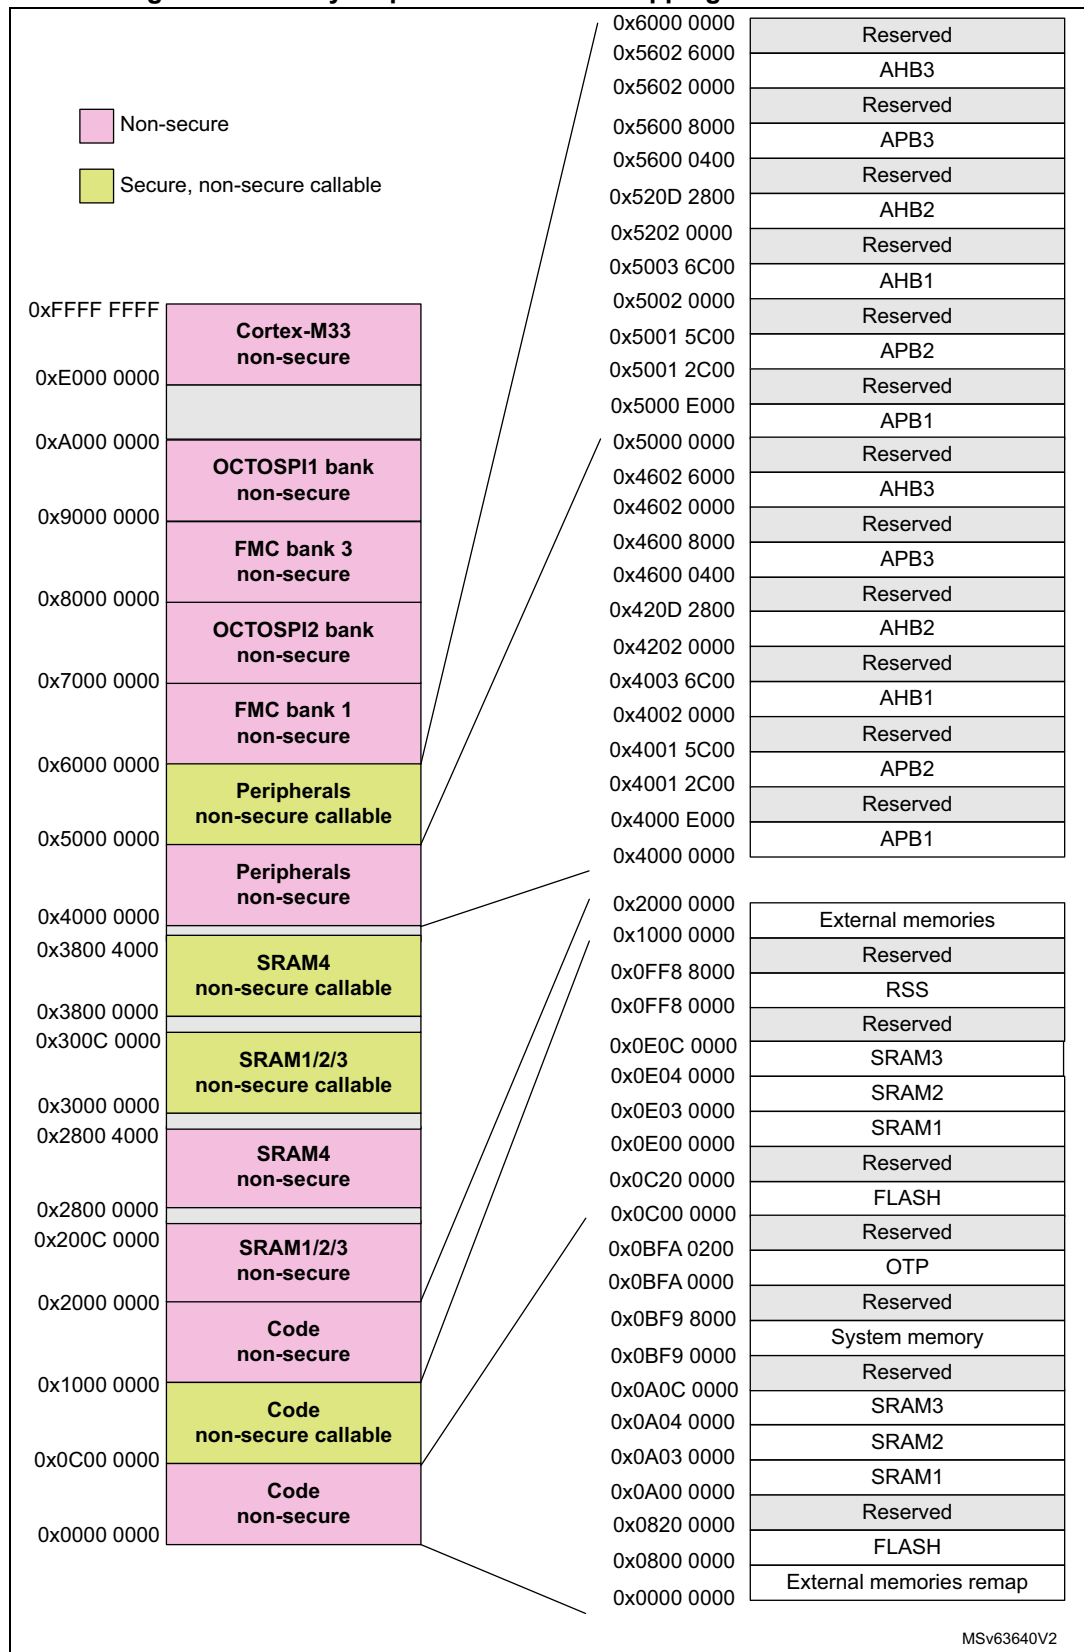 Non-secure
Secure, non-secure callable
0xFFFF FFFF
Cortex-M33
non-secure
0xE000 0000
0xA000 0000
OCTOSPI1 bank
non-secure
0x9000 0000
FMC bank 3
non-secure
0x8000 0000
OCTOSPI2 bank
non-secure
0x7000 0000
FMC bank 1
non-secure
0x6000 0000
Peripherals
non-secure callable
0x5000 0000
Peripherals
non-secure
0x4000 0000
0x3800 4000
SRAM4
non-secure callable
0x3800 0000
0x300C 0000
SRAM1/2/3
non-secure callable
0x3000 0000
0x2800 4000
SRAM4
non-secure
0x2800 0000
0x200C 0000
SRAM1/2/3
non-secure
0x2000 0000
Code
non-secure
0x1000 0000
Code
non-secure callable
0x0C00 0000
Code
non-secure
0x0000 0000
0x6000 0000
Reserved
0x5602 6000
AHB3
0x5602 0000
Reserved
0x5600 8000
APB3
0x5600 0400
Reserved
0x520D 2800
AHB2
0x5202 0000
Reserved
0x5003 6C00
AHB1
0x5002 0000
Reserved
0x5001 5C00
APB2
0x5001 2C00
Reserved
0x5000 E000
APB1
0x5000 0000
Reserved
0x4602 6000
AHB3
0x4602 0000
Reserved
0x4600 8000
APB3
0x4600 0400
Reserved
0x420D 2800
AHB2
0x4202 0000
Reserved
0x4003 6C00
AHB1
0x4002 0000
Reserved
0x4001 5C00
APB2
0x4001 2C00
Reserved
0x4000 E000
APB1
0x4000 0000
0x2000 0000
External memories
0x1000 0000
Reserved
0x0FF8 8000
RSS
0x0FF8 0000
Reserved
0x0E0C 0000
SRAM3
0x0E04 0000
SRAM2
0x0E03 0000
SRAM1
0x0E00 0000
Reserved
0x0C20 0000
FLASH
0x0C00 0000
Reserved
0x0BFA 0200
OTP
0x0BFA 0000
Reserved
0x0BF9 8000
System memory
0x0BF9 0000
Reserved
0x0A0C 0000
SRAM3
0x0A04 0000
SRAM2
0x0A03 0000
SRAM1
0x0A00 0000
Reserved
0x0820 0000
FLASH
0x0800 0000
External memories remap
0x0000 0000
MSv63640V2